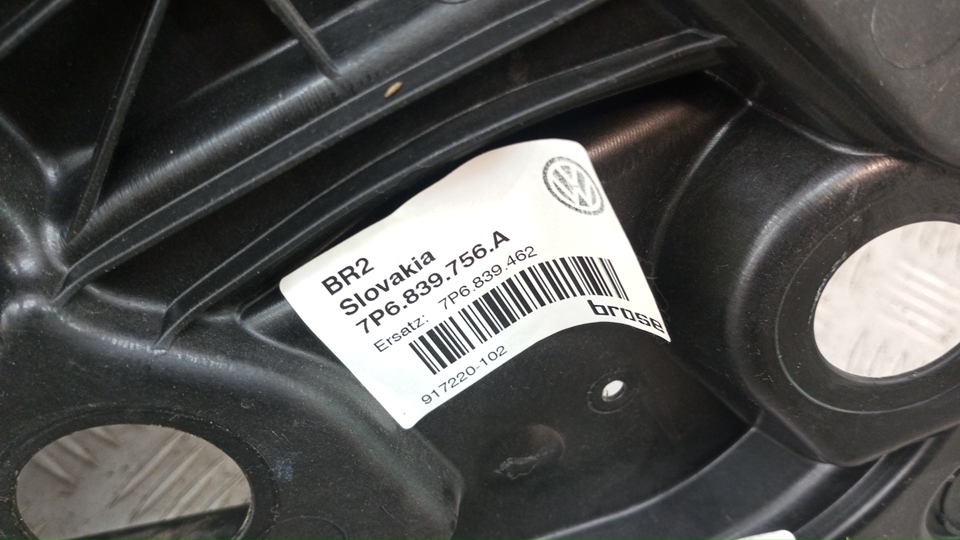 BR2
Slovakia
7P6.839.756.A
Ersatz: 7P6.839.462
brose
917220-102